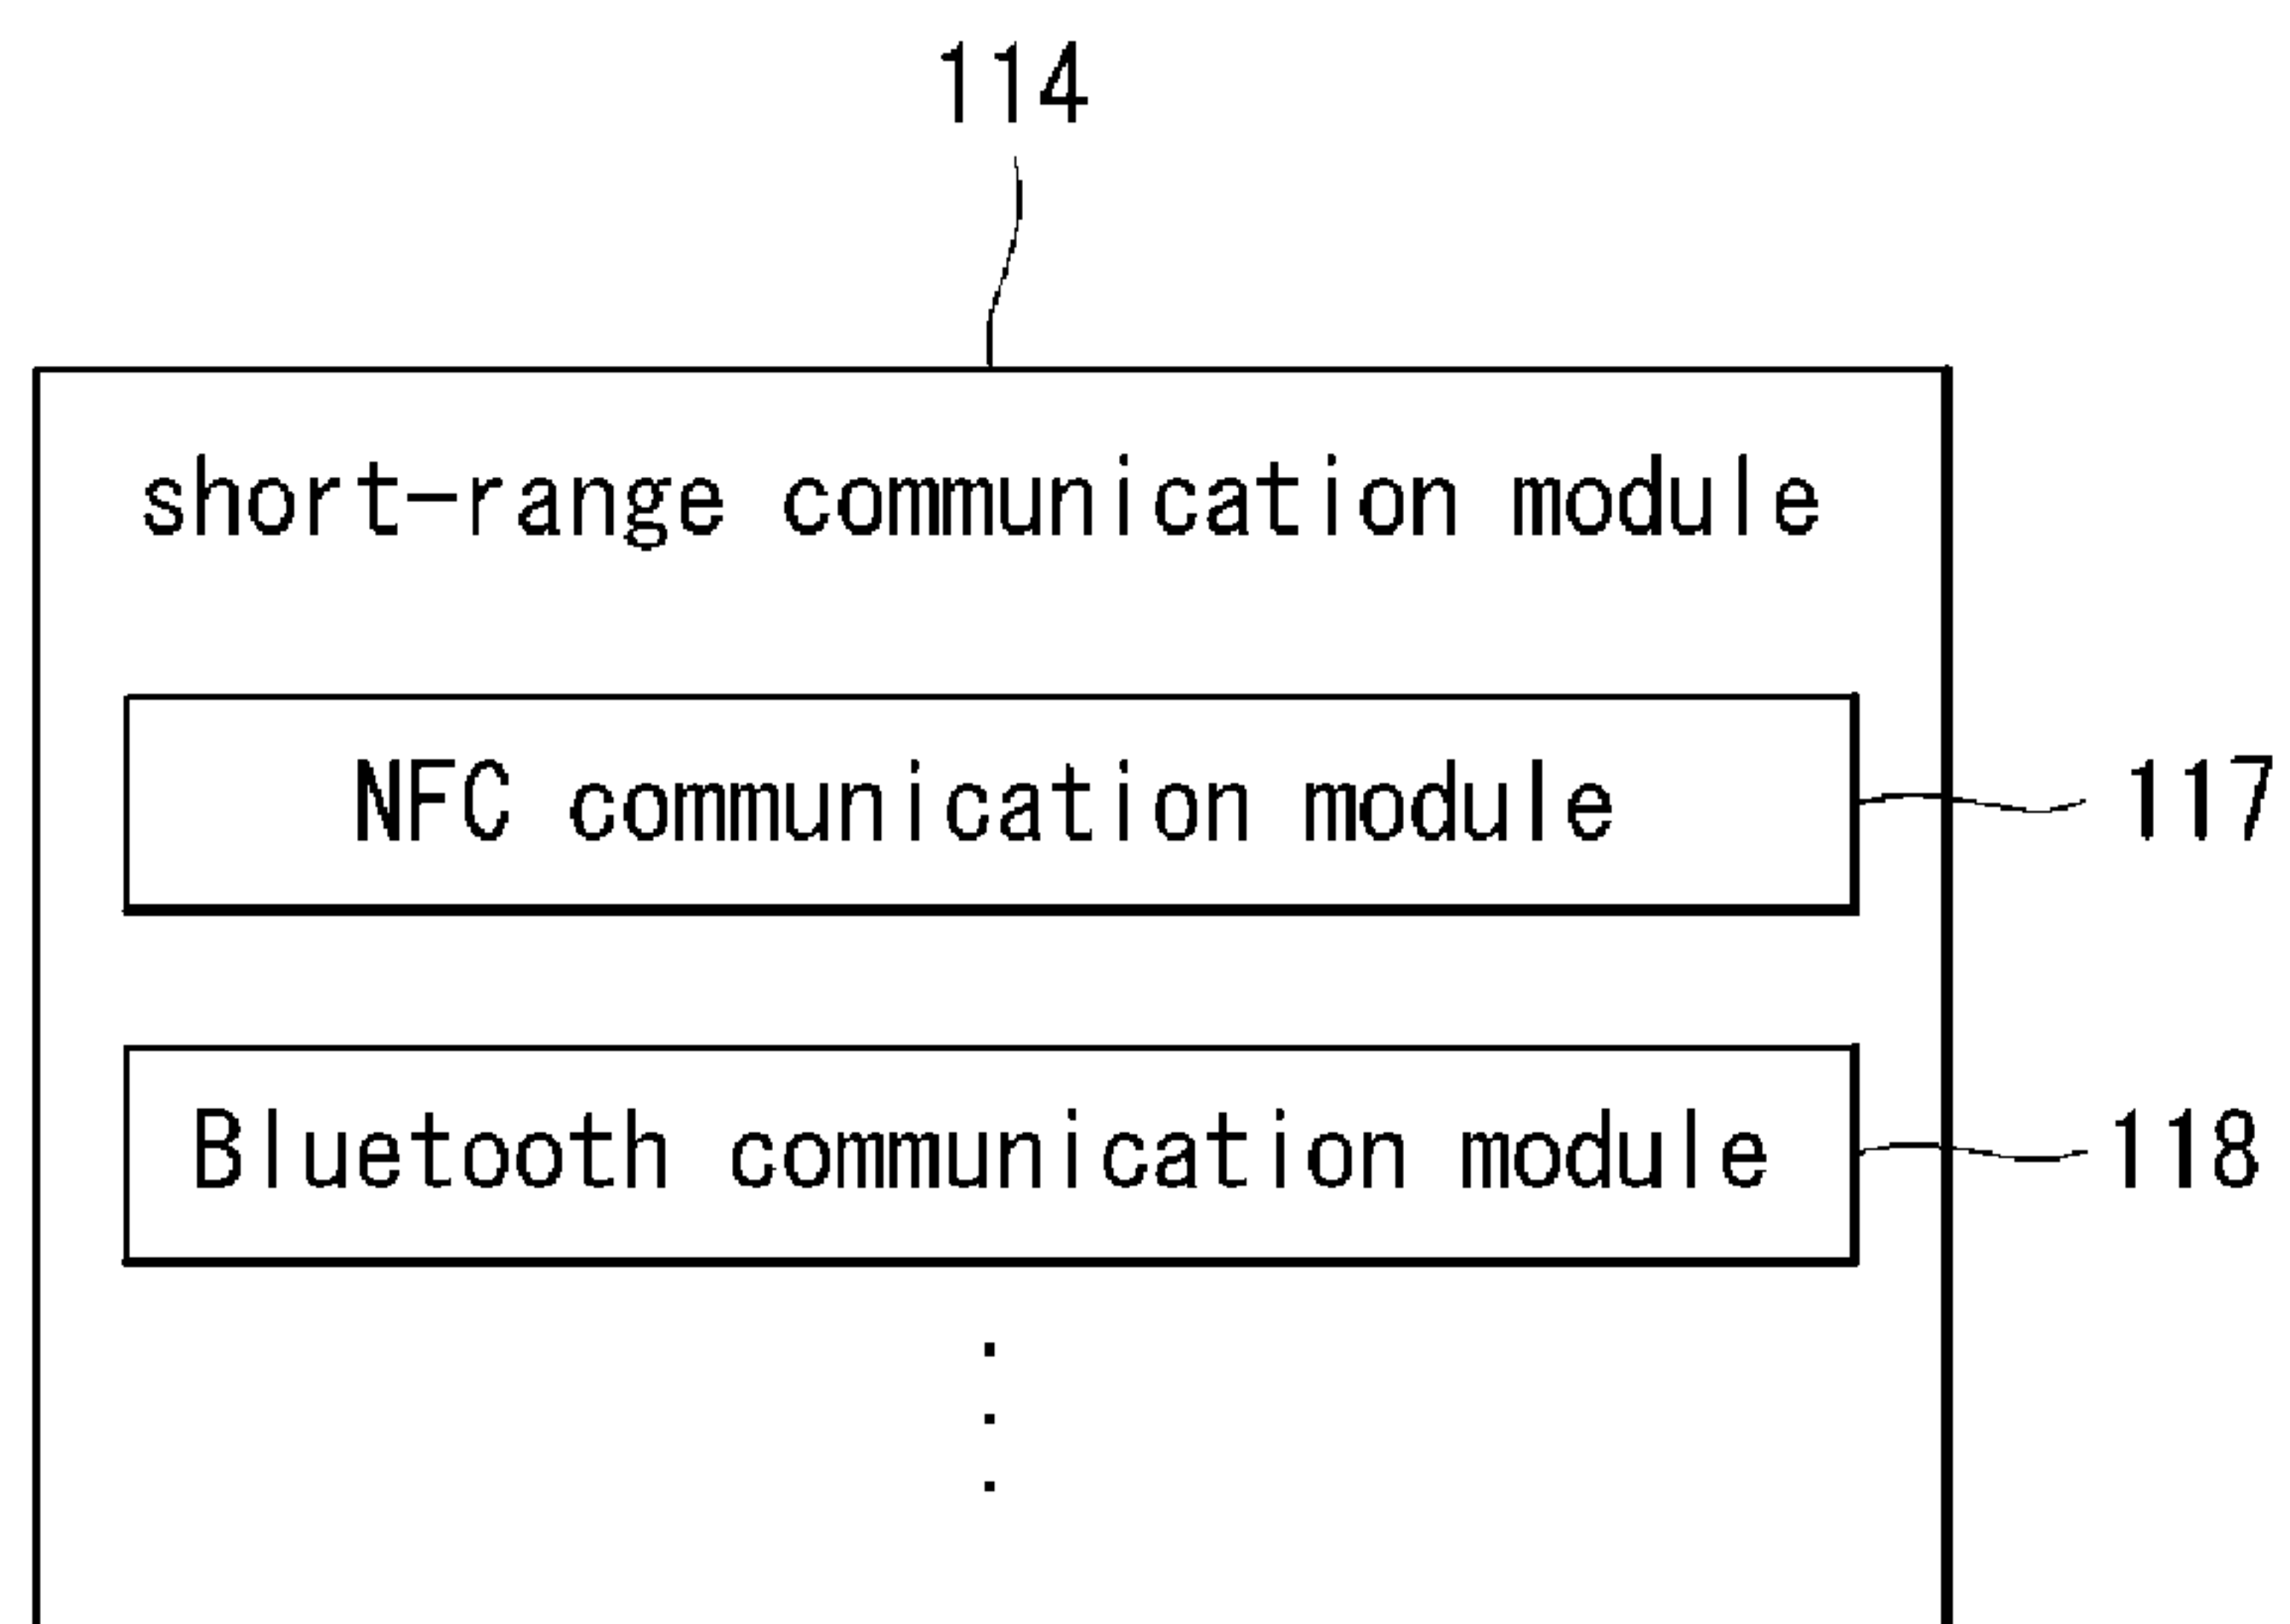 114
short-range communication module
NFC communication module 117
Bluetooth communication module 118